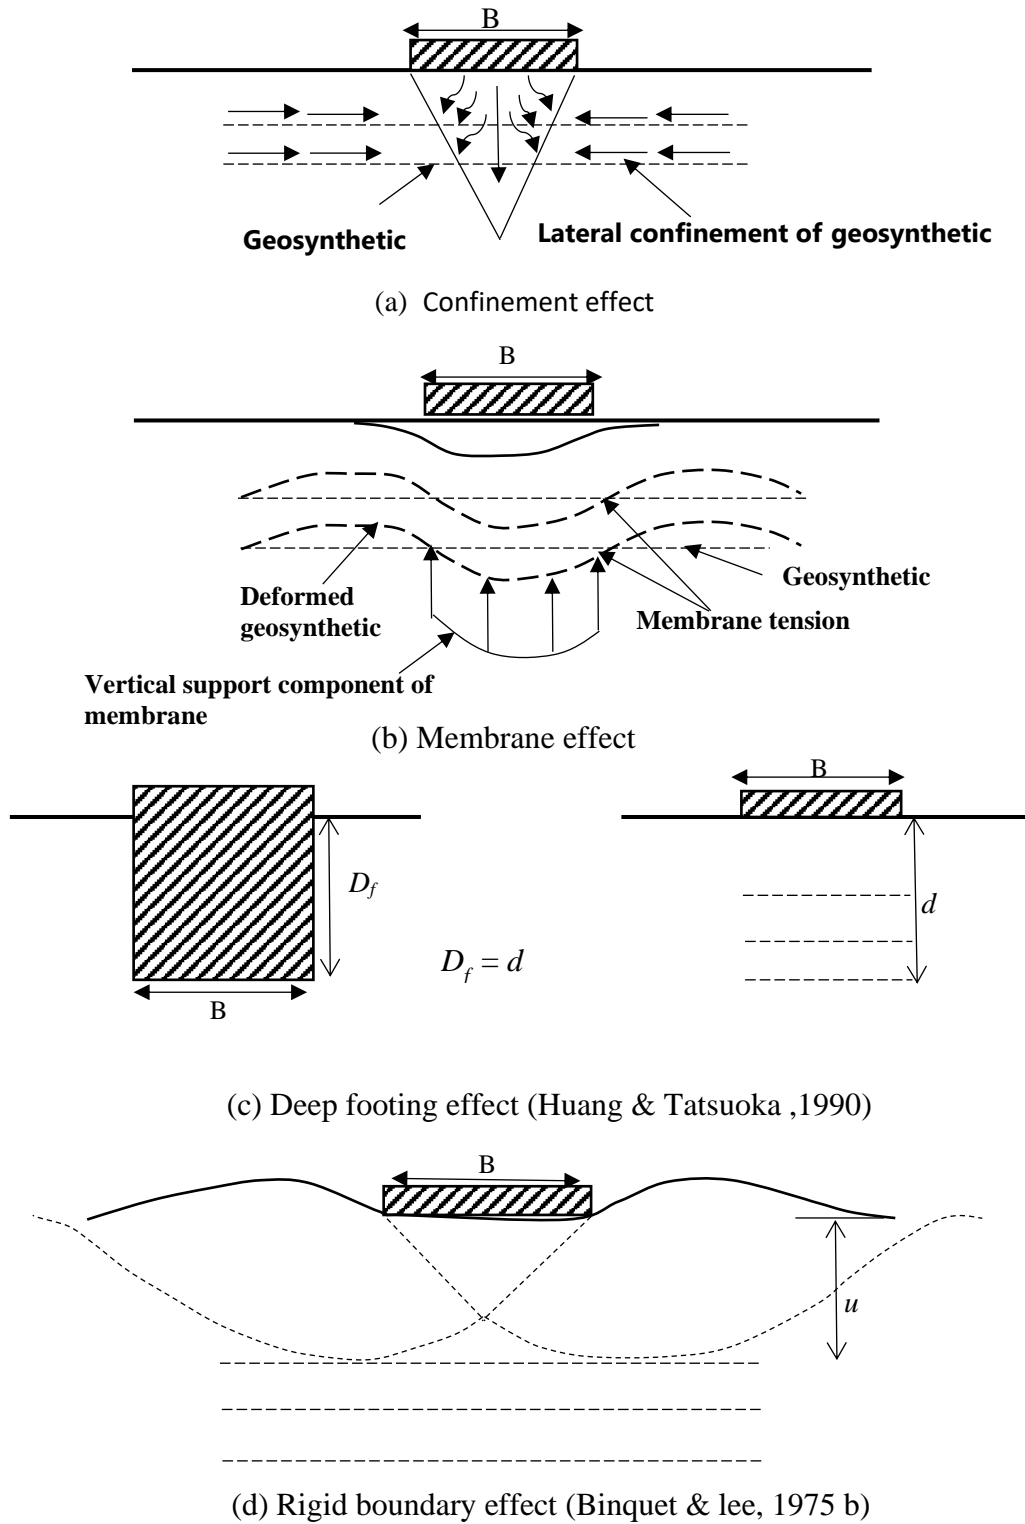 B
Geosynthetic
Lateral confinement of geosynthetic
(a) Confinement effect
B
Geosynthetic
Deformed
geosynthetic
Membrane tension
Vertical support component of
membrane
(b) Membrane effect
B
D_f
d
D_f = d
B
(c) Deep footing effect (Huang & Tatsuoka ,1990)
B
u
(d) Rigid boundary effect (Binquet & lee, 1975 b)